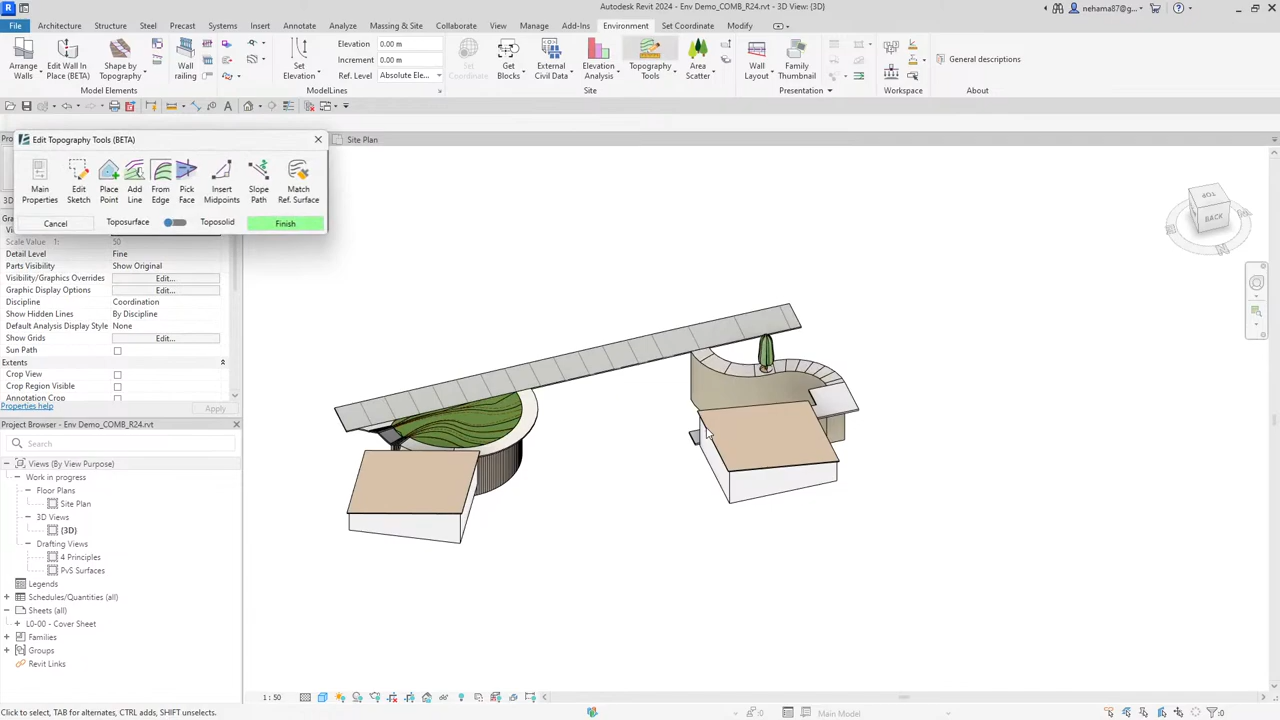 Autodesk Revit 2024 - Env Demo_COMB_R24.rvt - 3D View: {3D}
nehama87@g...
File Architecture Structure Steel Precast Systems Insert Annotate Analyze Massing & Site Collaborate View Manage Add-Ins Environment Set Coordinate Modify
Arrange Walls
Edit Wall In Place (BETA)
Shape by Topography
Wall railing
Set Elevation
Elevation 0.00 m
Increment 0.00 m
Ref. Level Absolute Ele...
Set Coordinate
Get Blocks
External Civil Data
Elevation Analysis
Topography Tools
Area Scatter
Wall Layout
Family Thumbnail
General descriptions
Model Elements
ModelLines
Site
Presentation
Workspace
About
Edit Topography Tools (BETA)
Site Plan
Main Properties
Edit Sketch
Place Point
Add Line
From Edge
Pick Face
Insert Midpoints
Slope Path
Match Ref. Surface
Cancel Toposurface Toposolid Finish
Scale Value 1: 50
Detail Level Fine
Parts Visibility Show Original
Visibility/Graphics Overrides Edit...
Graphic Display Options Edit...
Discipline Coordination
Show Hidden Lines By Discipline
Default Analysis Display Style None
Show Grids Edit...
Sun Path
Extents
Crop View
Crop Region Visible
Annotation Crop
Properties help Apply
Project Browser - Env Demo_COMB_R24.rvt
Search
Views (By View Purpose)
Work in progress
Floor Plans
Site Plan
3D Views
{3D}
Drafting Views
4 Principles
PvS Surfaces
Legends
Schedules/Quantities (all)
Sheets (all)
L0-00 - Cover Sheet
Families
Groups
Revit Links
TOP
BACK
1 : 50
Click to select, TAB for alternates, CTRL adds, SHIFT unselects.
:0
Main Model
:0